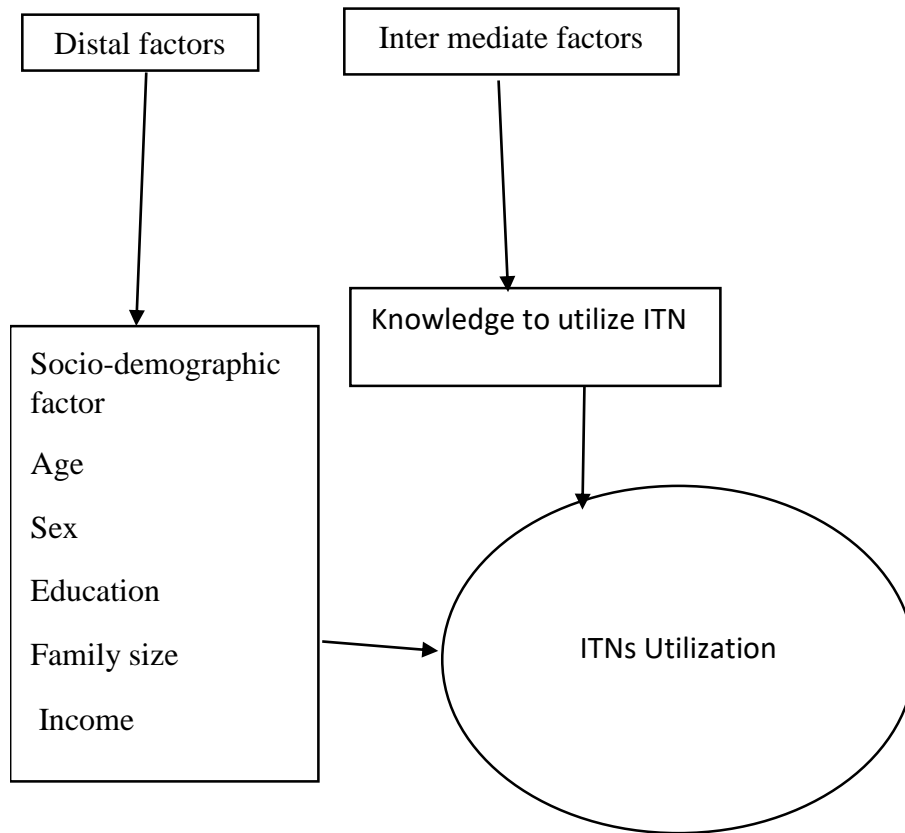 Distal factors
Inter mediate factors
Socio-demographic
factor
Age
Sex
Education
Family size
Income
Knowledge to utilize ITN
ITNs Utilization